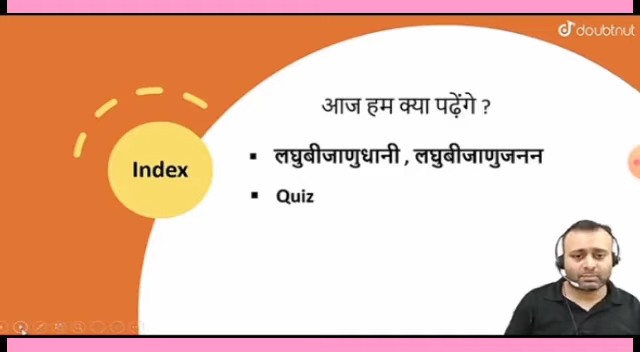 doubtnut
आज हम क्या पढ़ेंगे ?
Index
▪ लघुबीजाणुधानी , लघुबीजाणुजनन
▪ Quiz